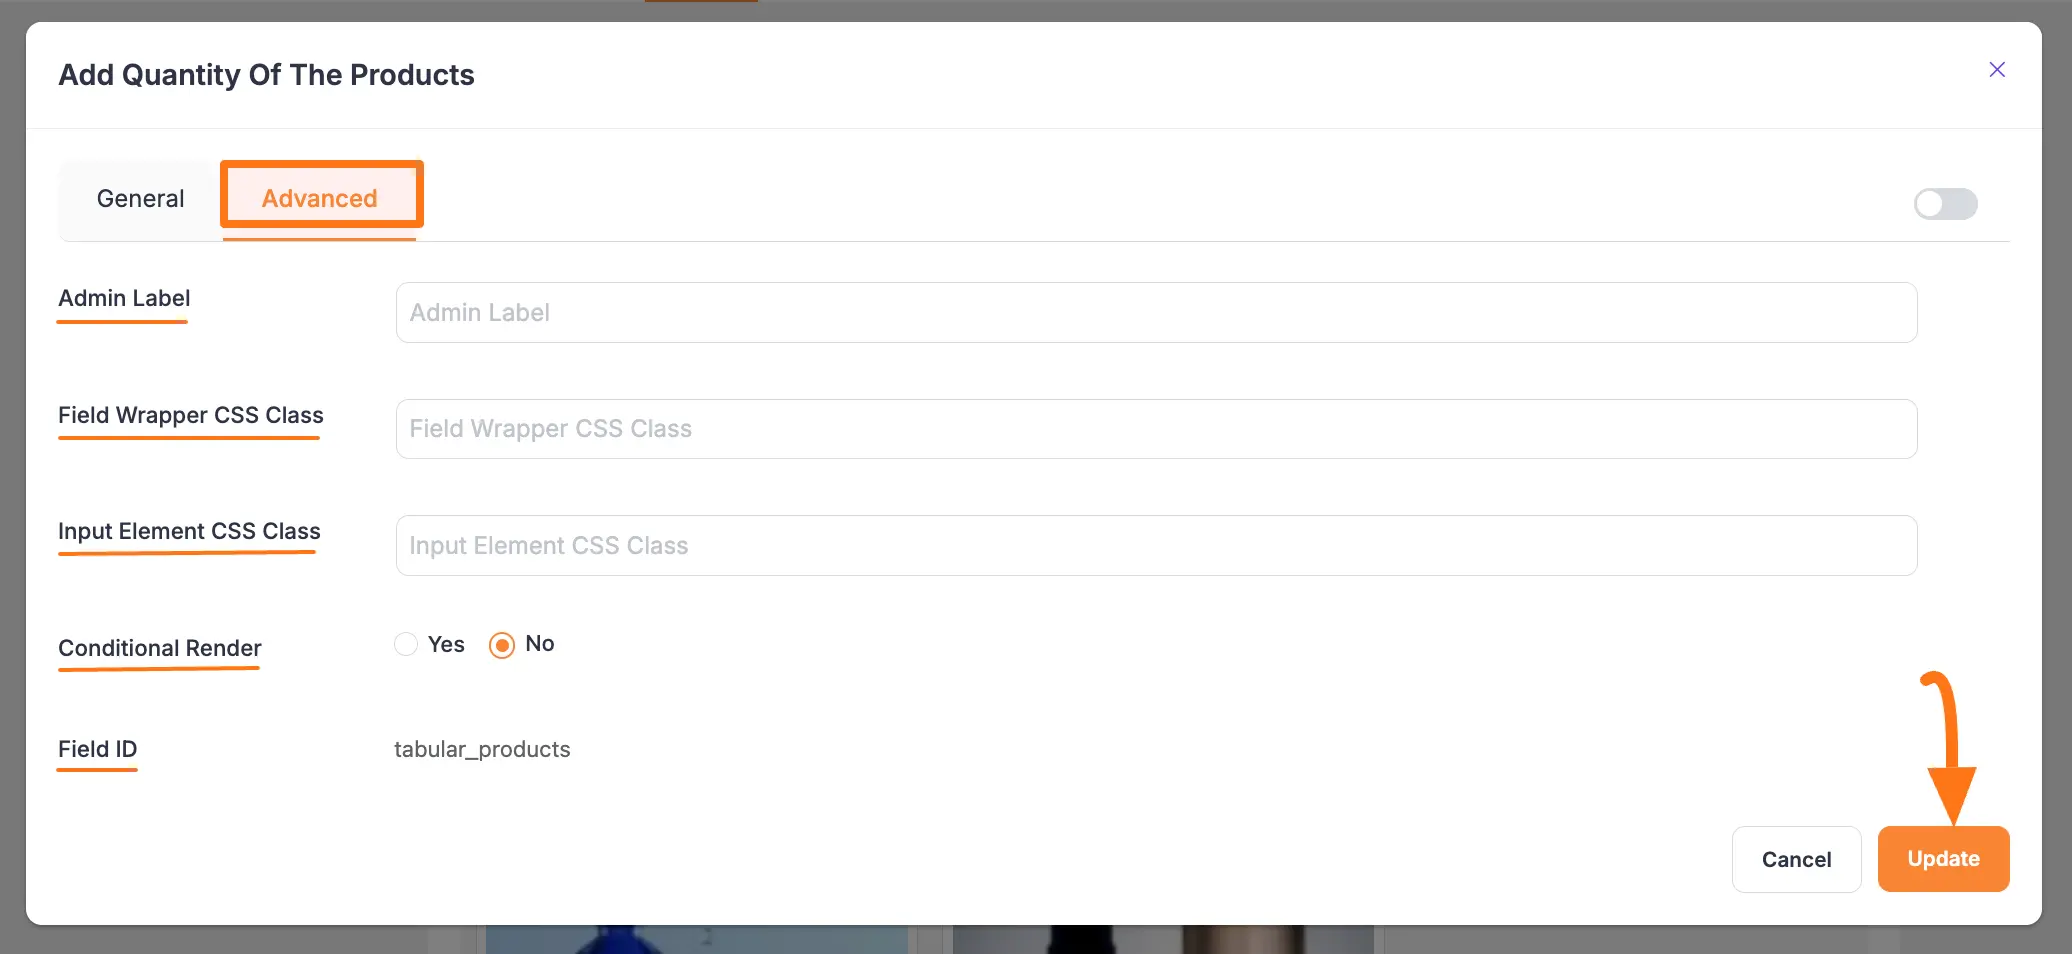 Add Quantity Of The Products
General
Advanced
Admin Label
Admin Label
Field Wrapper CSS Class
Field Wrapper CSS Class
Input Element CSS Class
Input Element CSS Class
Conditional Render
Yes
No
Field ID
tabular_products
Cancel
Update